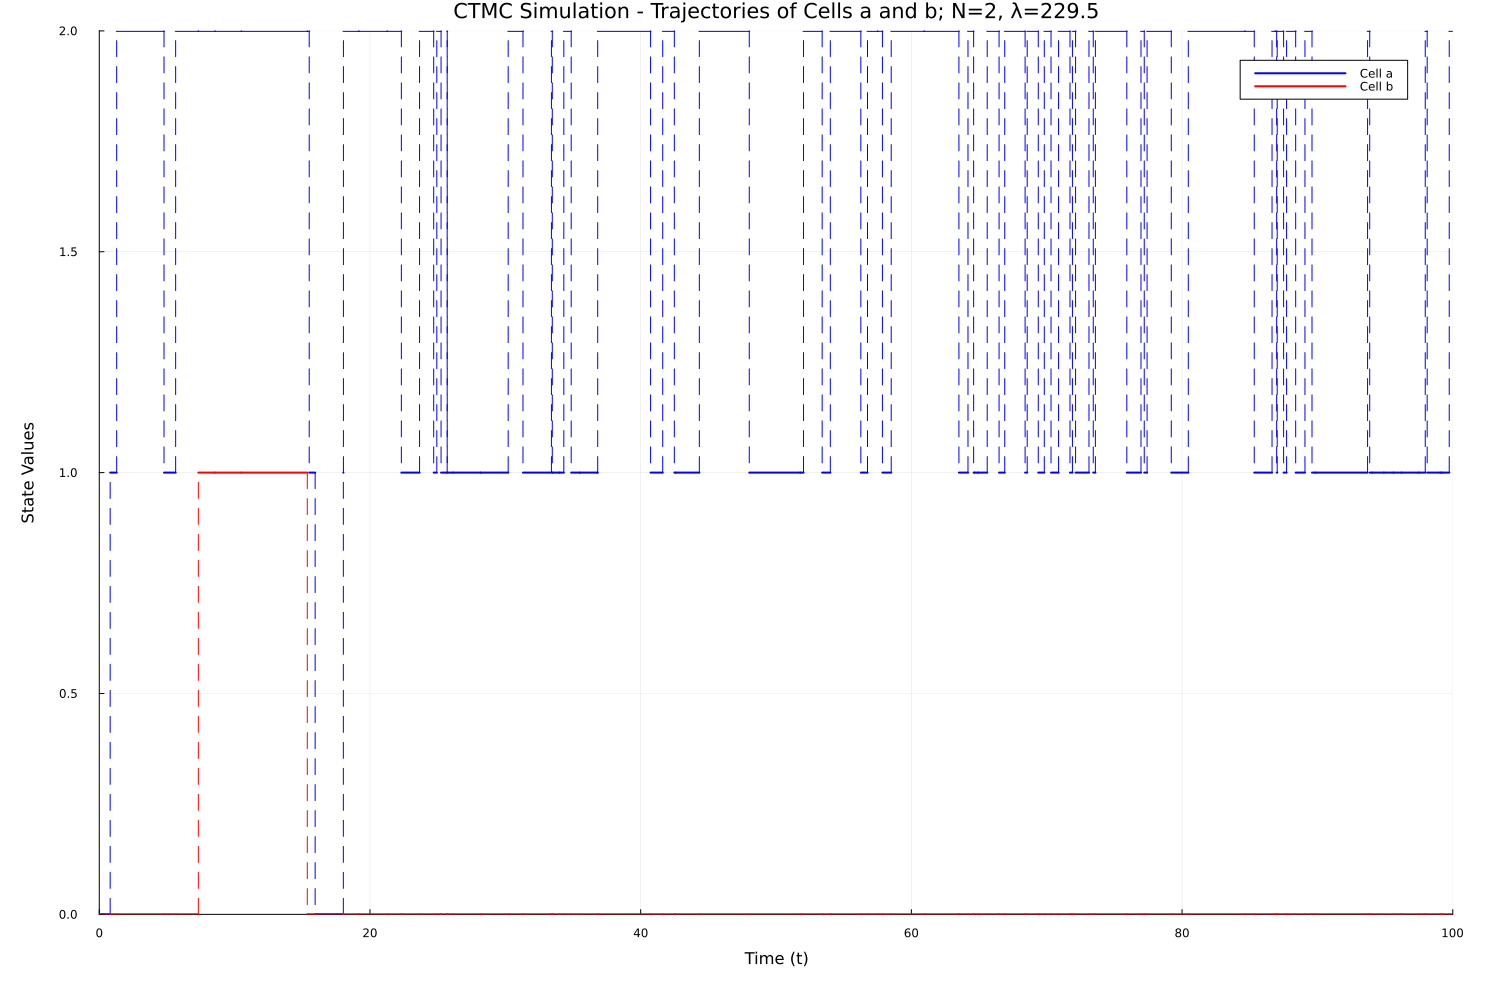 CTMC Simulation - Trajectories of Cells a and b; N=2, λ=229.5
2.0
Cell a
Cell b
1.5
1.0
State Values
0.5
0.0
0 20 40 60 80 100
Time (t)